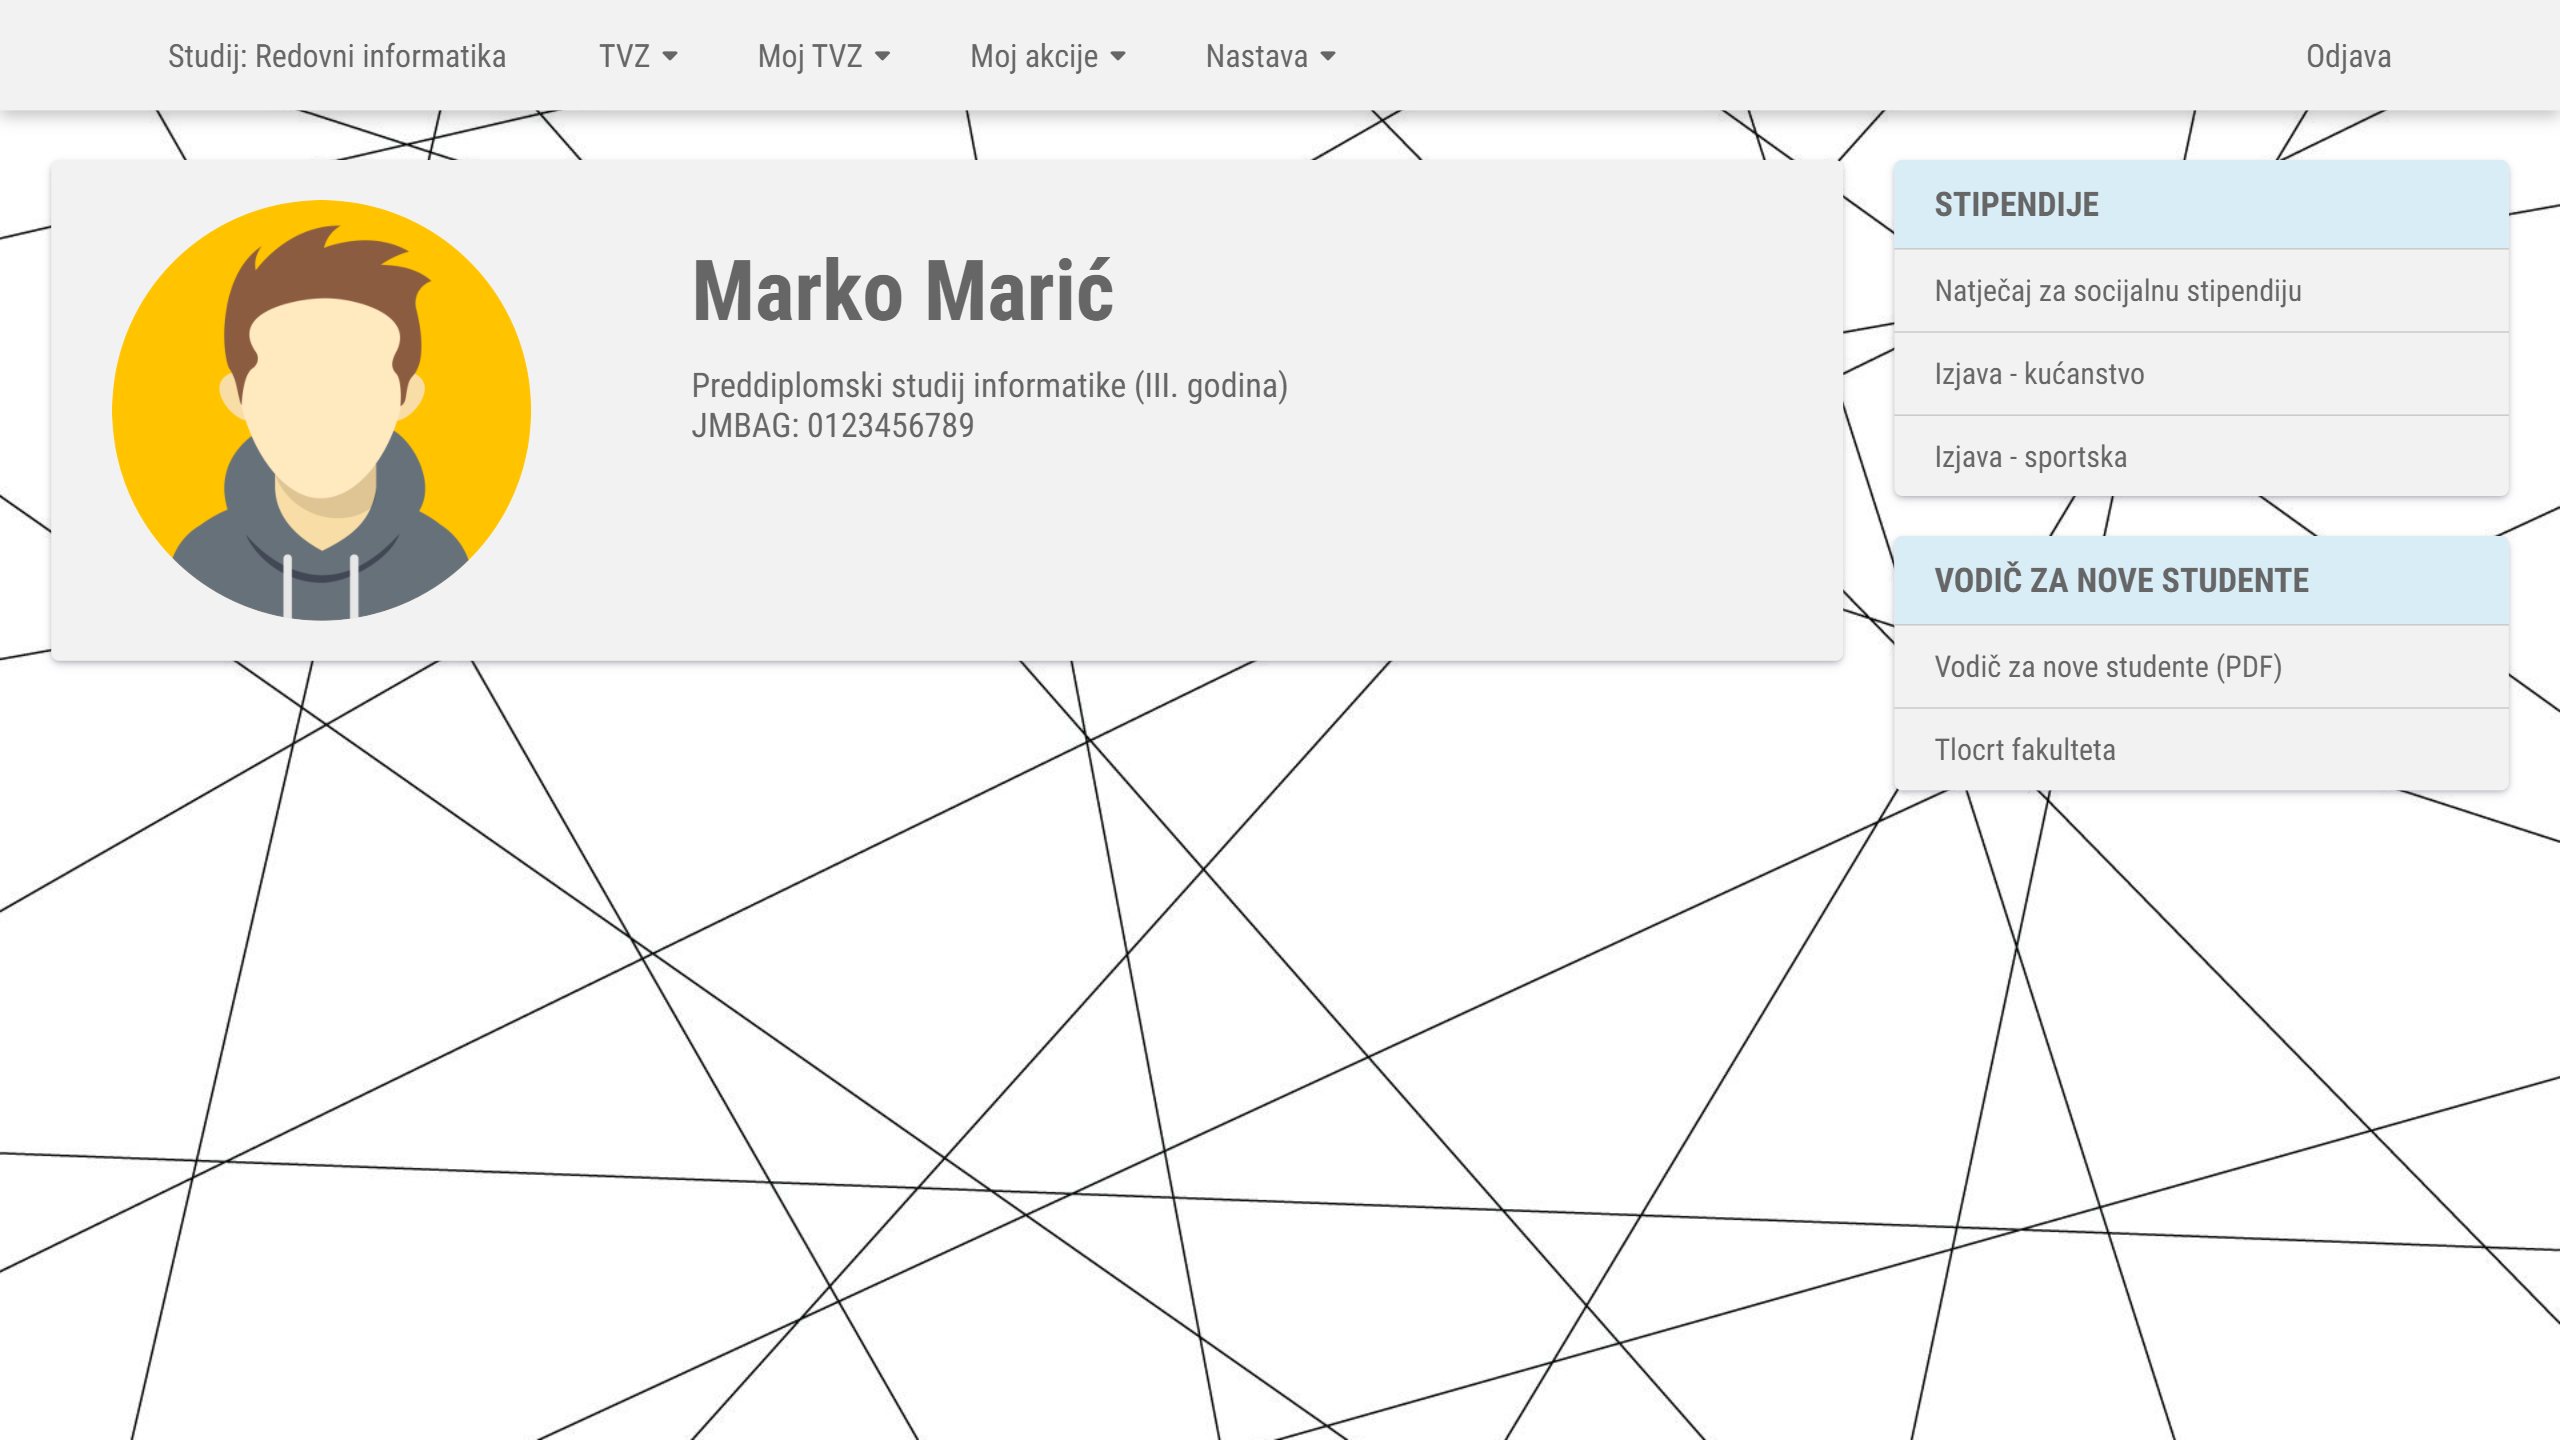 Studij: Redovni informatika
TVZ
Moj TVZ
Moj akcije
Nastava
Odjava
Marko Marić
Preddiplomski studij informatike (III. godina)
JMBAG: 0123456789
STIPENDIJE
Natječaj za socijalnu stipendiju
Izjava - kućanstvo
Izjava - sportska
VODIČ ZA NOVE STUDENTE
Vodič za nove studente (PDF)
Tlocrt fakulteta